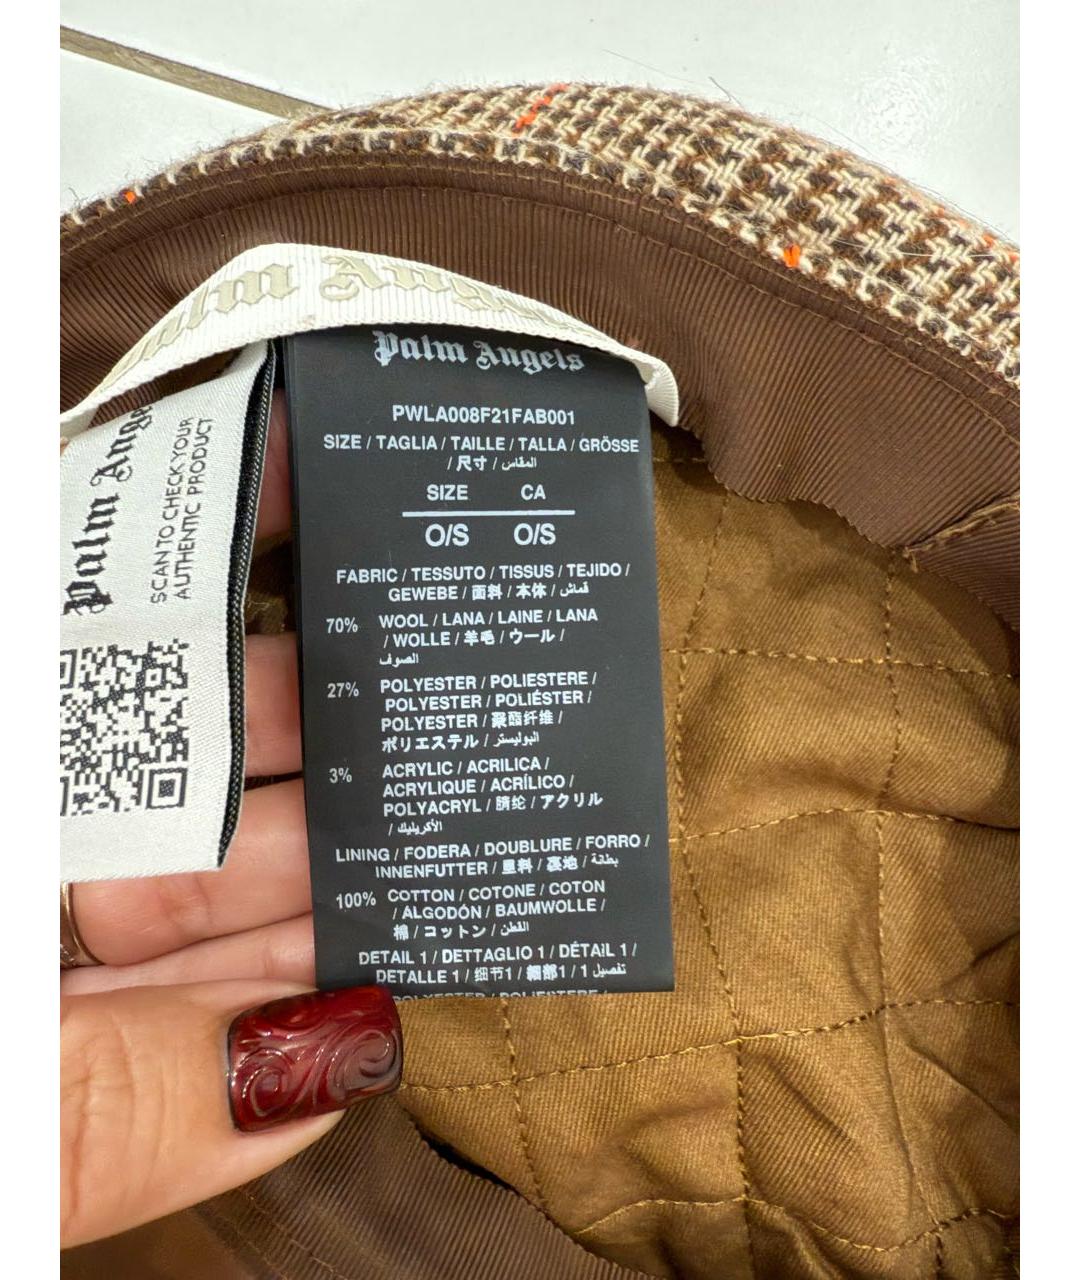 Palm Angels
Palm Angels
PWLA008F21FAB001
SIZE / TAGLIA / TAILLE / TALLA / GRÖSSE
/ 尺寸 / المقاس
SIZE CA
O/S O/S
FABRIC / TESSUTO / TISSUS / TEJIDO /
GEWEBE / 面料 / 本体 / قماش
70% WOOL / LANA / LAINE / LANA
/ WOLLE / 羊毛 / ウール /
الصوف
27% POLYESTER / POLIESTERE /
POLYESTER / POLIÉSTER /
POLYESTER / 聚酯纤维 /
ポリエステル / البوليستر
3% ACRYLIC / ACRILICA /
ACRYLIQUE / ACRÍLICO /
POLYACRYL / 腈纶 / アクリル
/ الأكريليك
LINING / FODERA / DOUBLURE / FORRO /
INNENFUTTER / 里料 / 裏地 / بطانة
100% COTTON / COTONE / COTON
/ ALGODÓN / BAUMWOLLE /
棉 / コットン / القطن
DETAIL 1 / DETTAGLIO 1 / DÉTAIL 1 /
DETALLE 1 / 细节1 / 細部1 / تفصيل 1
POLYESTER / POLIESTERE /
Palm Ange
SCAN TO CHECK YOUR
AUTHENTIC PRODUCT